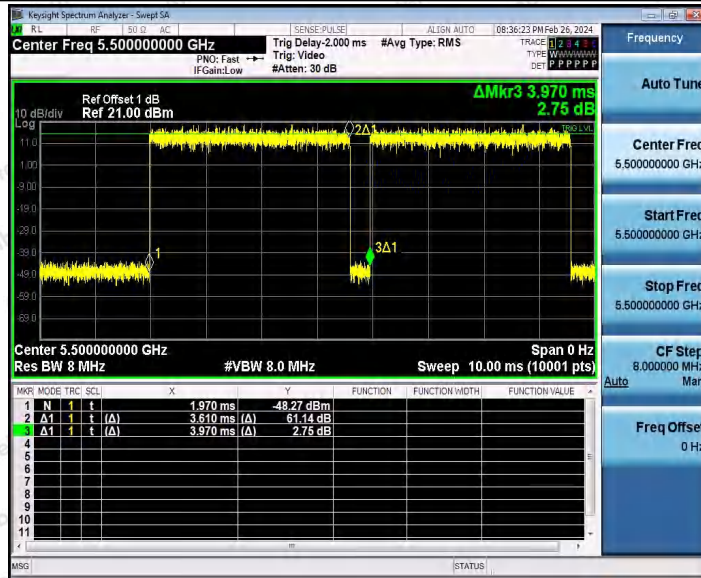 Keysight Spectrum Analyzer - Swept SA
RL RF 50 Ω AC SENSE:PULSE ALIGN AUTO 08:36:23 PM Feb 26, 2024
Center Freq 5.500000000 GHz
PNO: Fast
IFGain:Low
Trig Delay-2.000 ms
Trig: Video
#Atten: 30 dB
#Avg Type: RMS
TRACE 1 2 3 4 5 6
TYPE W
DET P P P P P P
ΔMkr3 3.970 ms
2.75 dB
Ref Offset 1 dB
10 dB/div Ref 21.00 dBm
Log
TRIG LVL
11.0
1.00
-9.00
-19.0
-29.0
-39.0
-49.0
-59.0
-69.0
1
2Δ1
3Δ1
Center 5.500000000 GHz Span 0 Hz
Res BW 8 MHz #VBW 8.0 MHz Sweep 10.00 ms (10001 pts)
MKR MODE TRC SCL X Y FUNCTION FUNCTION WIDTH FUNCTION VALUE
1 N 1 t 1.970 ms -48.27 dBm
2 Δ1 1 t (Δ) 3.610 ms (Δ) 61.14 dB
3 Δ1 1 t (Δ) 3.970 ms (Δ) 2.75 dB
4
5
6
7
8
9
10
11
MSG STATUS
Frequency
Auto Tune
Center Freq
5.500000000 GHz
Start Freq
5.500000000 GHz
Stop Freq
5.500000000 GHz
CF Step
8.000000 MHz
Auto Man
Freq Offset
0 Hz